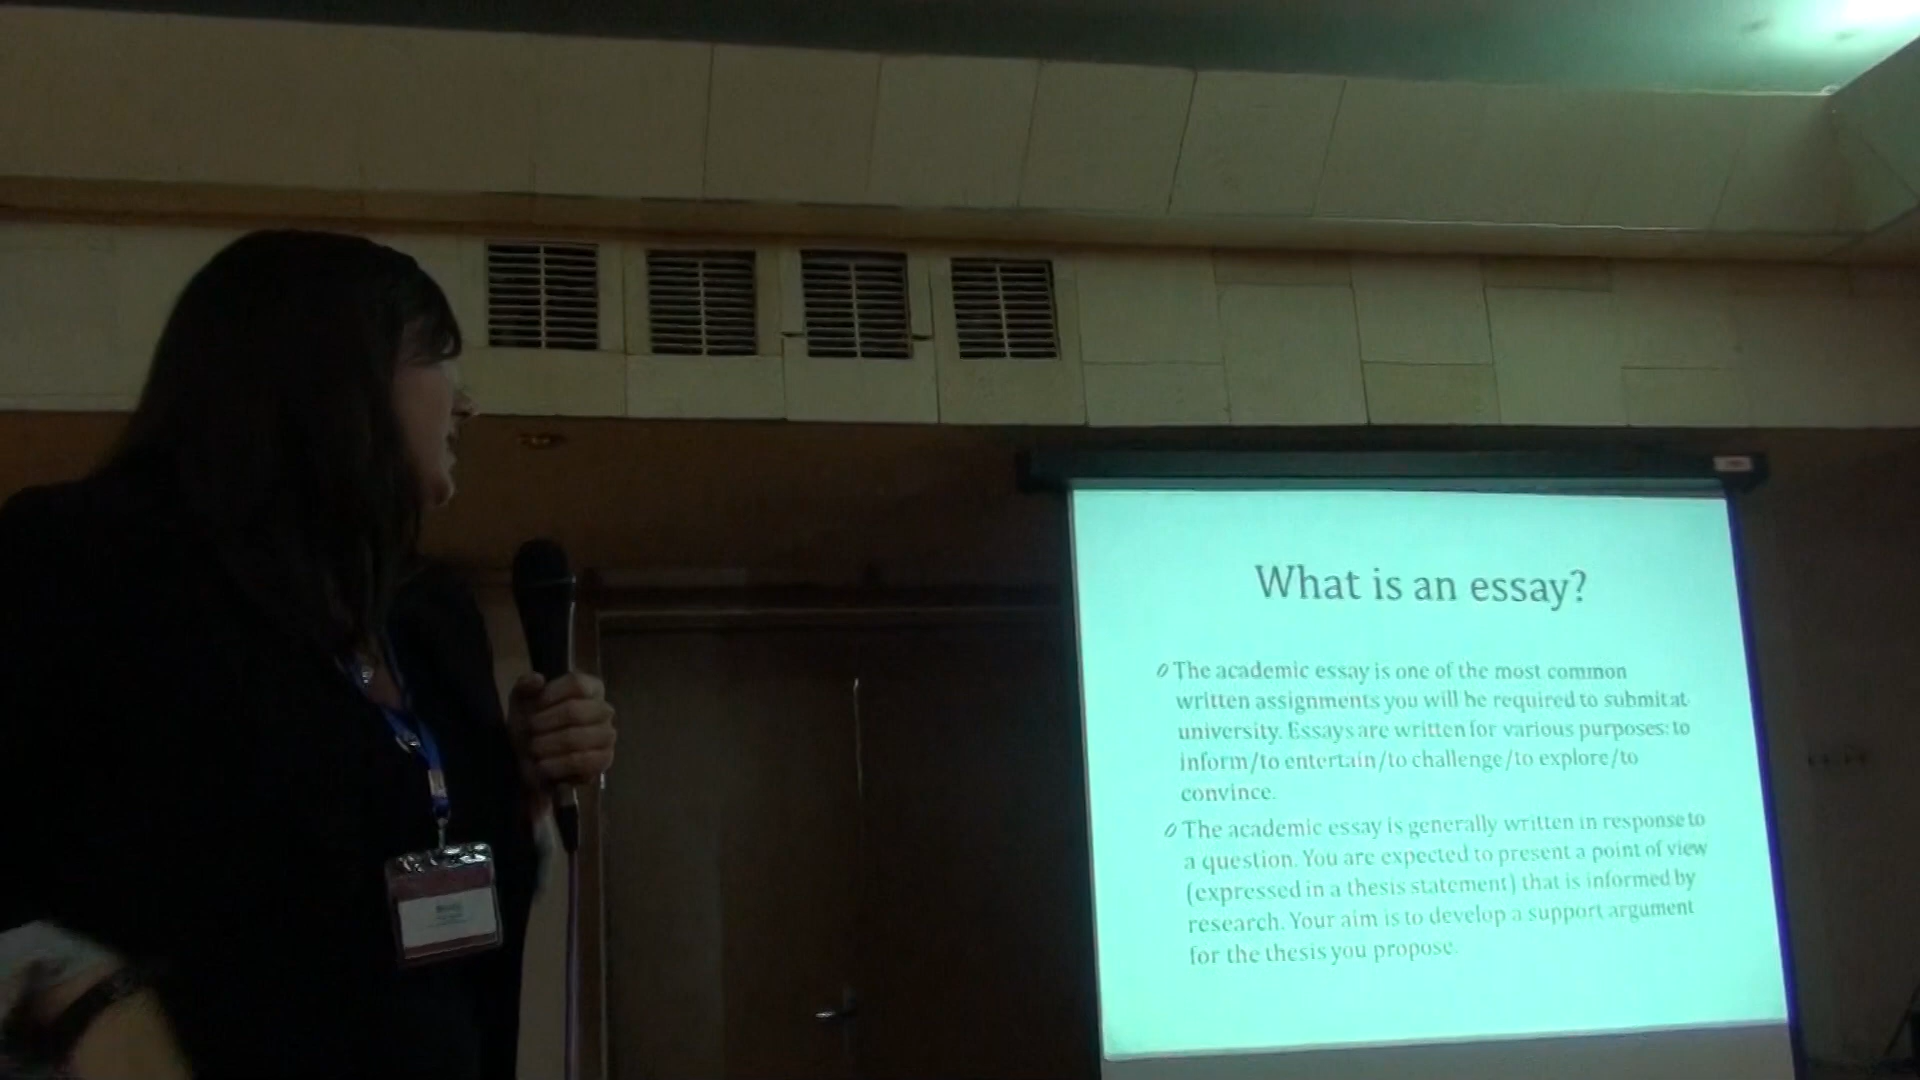 What is an essay?
The academic essay is one of the most common
written assignments you will be required to submit at
university. Essays are written for various purposes: to
inform/to entertain/to challenge/to explore/to
convince.
The academic essay is generally written in response to
a question. You are expected to present a point of view
(expressed in a thesis statement) that is informed by
research. Your aim is to develop a support argument
for the thesis you propose.